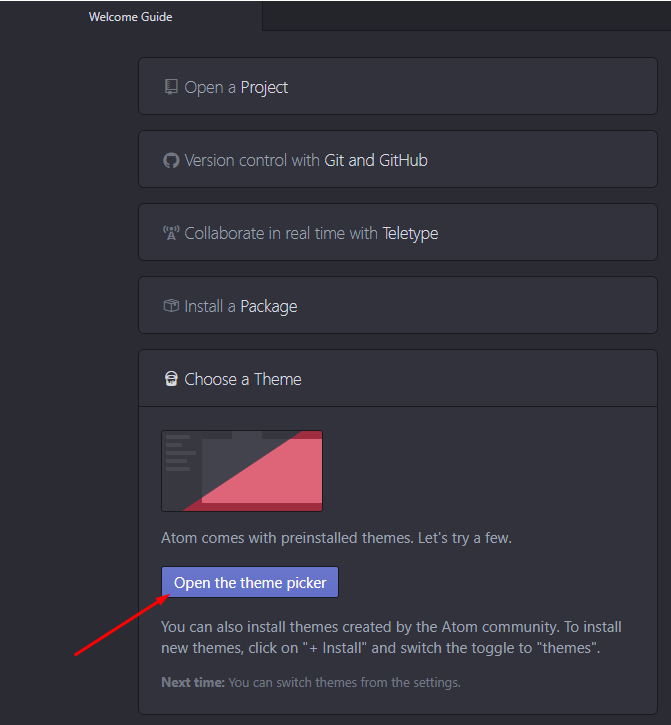 Welcome Guide
Open a Project
Version control with Git and GitHub
Collaborate in real time with Teletype
Install a Package
Choose a Theme
Atom comes with preinstalled themes. Let's try a few.
Open the theme picker
You can also install themes created by the Atom community. To install
new themes, click on "+ Install" and switch the toggle to "themes".
Next time: You can switch themes from the settings.